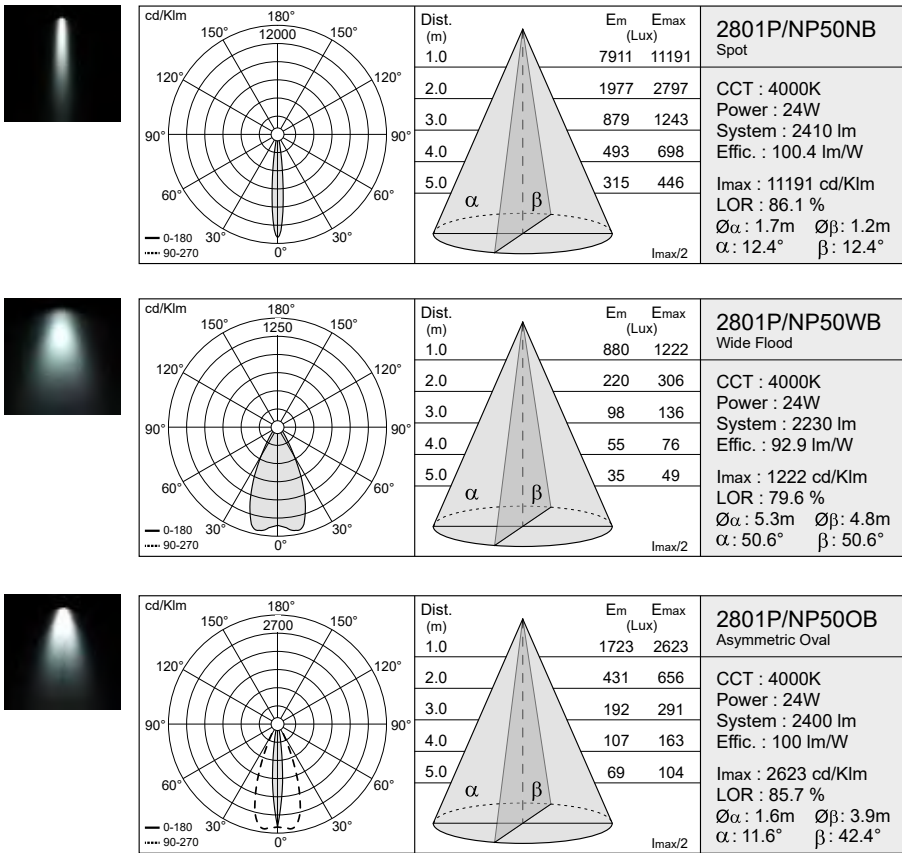 cd/Klm
180°
150° 150°
12000
120° 120°
90° 90°
60° 60°
30° 30°
0°
0-180
90-270
Dist. Em Emax
(m) (Lux)
1.0 7911 11191
2.0 1977 2797
3.0 879 1243
4.0 493 698
5.0 315 446
α β
Imax/2
2801P/NP50NB
Spot
CCT : 4000K
Power : 24W
System : 2410 lm
Effic. : 100.4 lm/W
Imax : 11191 cd/Klm
LOR : 86.1 %
Øα : 1.7m Øβ: 1.2m
α : 12.4° β : 12.4°
cd/Klm
180°
150° 150°
1250
120° 120°
90° 90°
60° 60°
30° 30°
0°
0-180
90-270
Dist. Em Emax
(m) (Lux)
1.0 880 1222
2.0 220 306
3.0 98 136
4.0 55 76
5.0 35 49
α β
Imax/2
2801P/NP50WB
Wide Flood
CCT : 4000K
Power : 24W
System : 2230 lm
Effic. : 92.9 lm/W
Imax : 1222 cd/Klm
LOR : 79.6 %
Øα : 5.3m Øβ: 4.8m
α : 50.6° β : 50.6°
cd/Klm
180°
150° 150°
2700
120° 120°
90° 90°
60° 60°
30° 30°
0°
0-180
90-270
Dist. Em Emax
(m) (Lux)
1.0 1723 2623
2.0 431 656
3.0 192 291
4.0 107 163
5.0 69 104
α β
Imax/2
2801P/NP50OB
Asymmetric Oval
CCT : 4000K
Power : 24W
System : 2400 lm
Effic. : 100 lm/W
Imax : 2623 cd/Klm
LOR : 85.7 %
Øα : 1.6m Øβ: 3.9m
α : 11.6° β : 42.4°